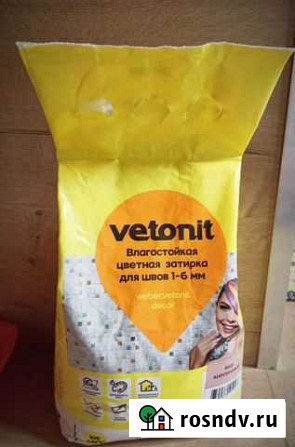 vetonit
Влагостойкая
цветная затирка
для швов 1-6 мм
weber.vetonit
decor
rosndv.ru